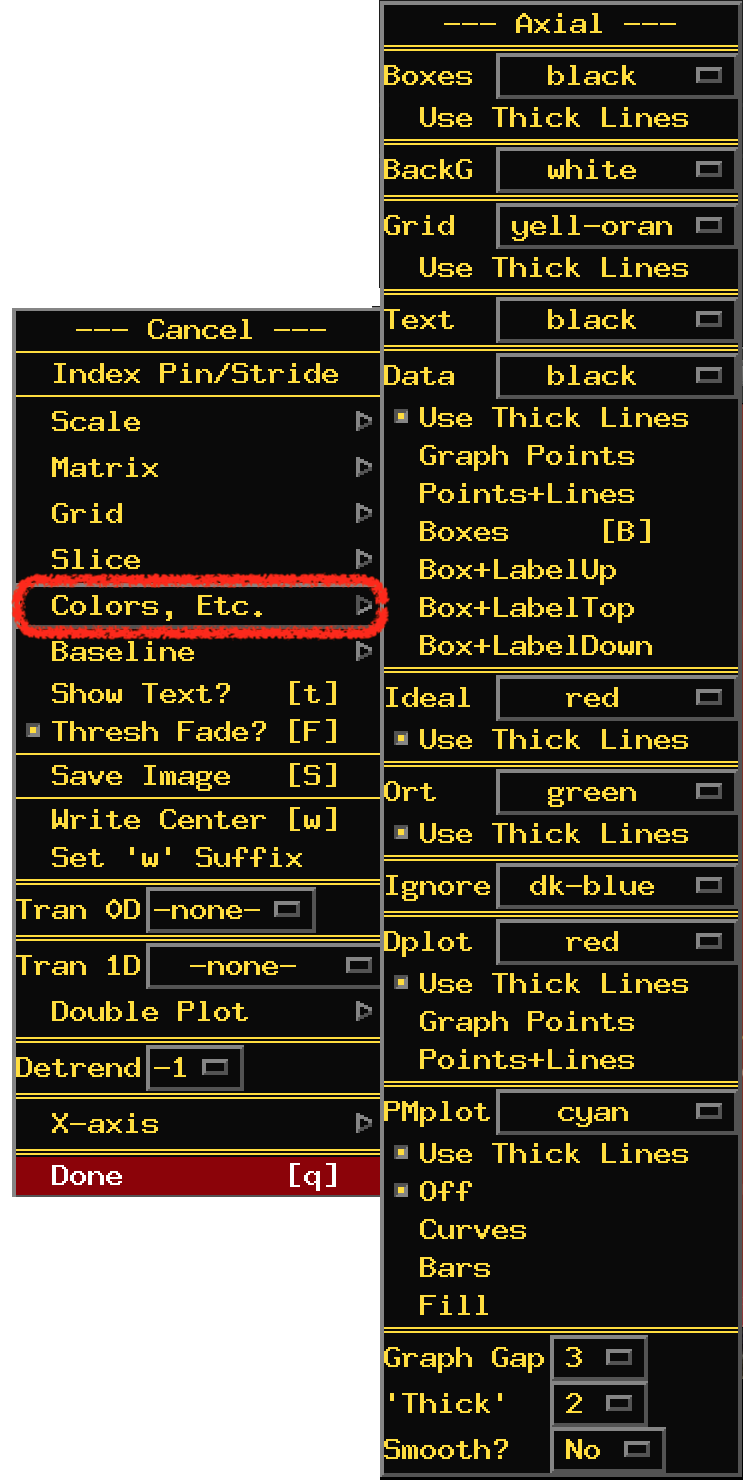 --- Cancel ---
Index Pin/Stride
Scale
Matrix
Grid
Slice
Colors, Etc.
Baseline
Show Text? [t]
Thresh Fade? [F]
Save Image [S]
Write Center [w]
Set 'w' Suffix
Tran 0D -none-
Tran 1D -none-
Double Plot
Detrend -1
X-axis
Done [q]
--- Axial ---
Boxes black
Use Thick Lines
BackG white
Grid yell-oran
Use Thick Lines
Text black
Data black
Use Thick Lines
Graph Points
Points+Lines
Boxes [B]
Box+LabelUp
Box+LabelTop
Box+LabelDown
Ideal red
Use Thick Lines
Ort green
Use Thick Lines
Ignore dk-blue
Dplot red
Use Thick Lines
Graph Points
Points+Lines
PMplot cyan
Use Thick Lines
Off
Curves
Bars
Fill
Graph Gap 3
'Thick' 2
Smooth? No